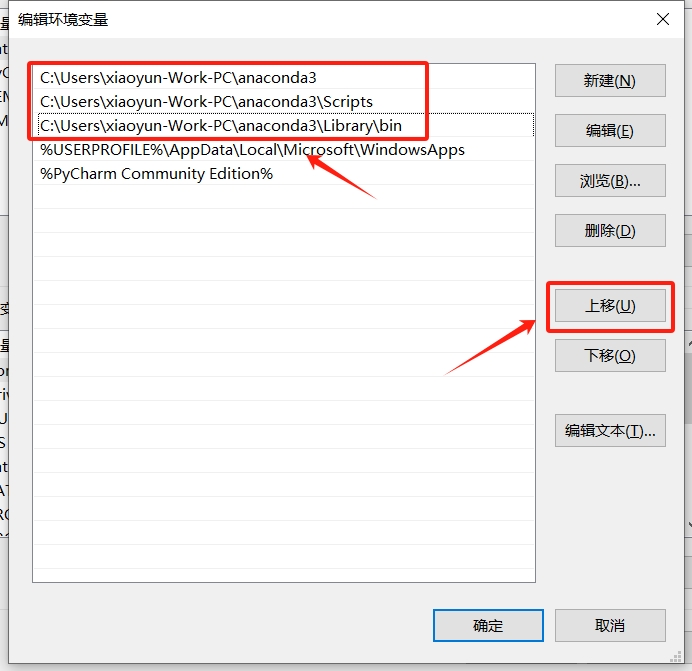 编辑环境变量
C:\Users\xiaoyun-Work-PC\anaconda3
C:\Users\xiaoyun-Work-PC\anaconda3\Scripts
C:\Users\xiaoyun-Work-PC\anaconda3\Library\bin
%USERPROFILE%\AppData\Local\Microsoft\WindowsApps
%PyCharm Community Edition%
新建(N)
编辑(E)
浏览(B)...
删除(D)
上移(U)
下移(O)
编辑文本(T)...
确定
取消